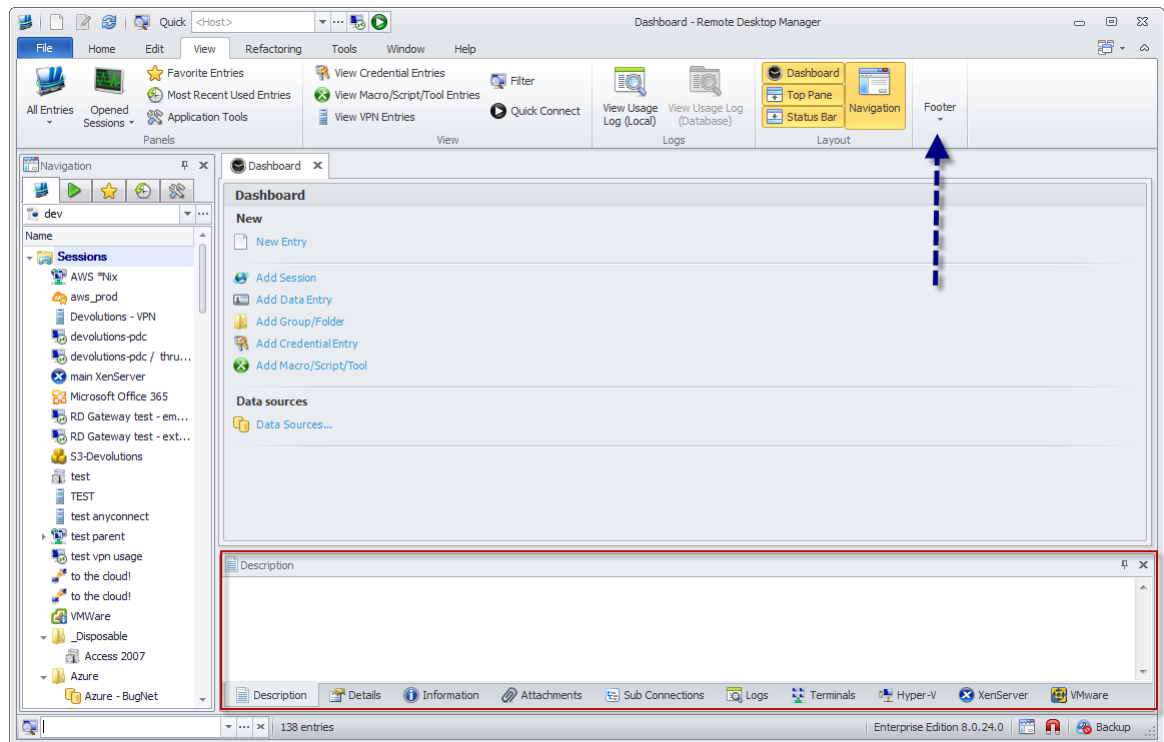 Quick <Host>
Dashboard - Remote Desktop Manager
File Home Edit View Refactoring Tools Window Help
All Entries
Opened Sessions
Favorite Entries
Most Recent Used Entries
Application Tools
Panels
View Credential Entries
View Macro/Script/Tool Entries
View VPN Entries
Filter
Quick Connect
View
View Usage Log (Local)
View Usage Log (Database)
Logs
Dashboard
Top Pane
Status Bar
Navigation
Layout
Footer
Navigation
dev
Name
Sessions
AWS *Nix
aws_prod
Devolutions - VPN
devolutions-pdc
devolutions-pdc / thru...
main XenServer
Microsoft Office 365
RD Gateway test - em...
RD Gateway test - ext...
S3-Devolutions
test
TEST
test anyconnect
test parent
test vpn usage
to the cloud!
to the cloud!
VMWare
_Disposable
Access 2007
Azure
Azure - BugNet
Dashboard
Dashboard
New
New Entry
Add Session
Add Data Entry
Add Group/Folder
Add Credential Entry
Add Macro/Script/Tool
Data sources
Data Sources...
Description
Description Details Information Attachments Sub Connections Logs Terminals Hyper-V XenServer VMware
138 entries
Enterprise Edition 8.0.24.0
Backup